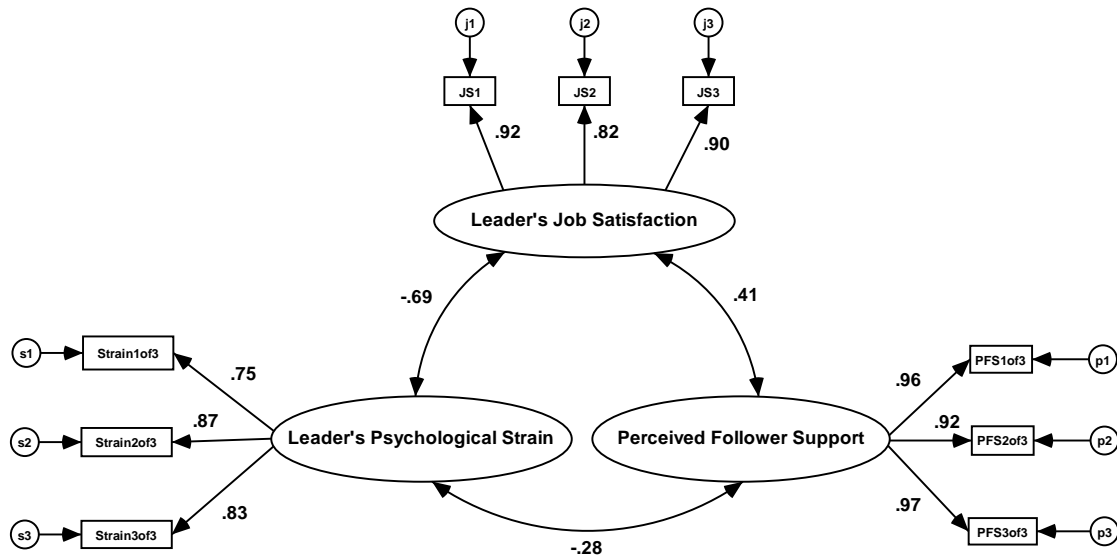 j1 j2 j3
JS1 JS2 JS3
.92 .82 .90
Leader's Job Satisfaction
-.69 .41
s1 Strain1of3 PFS1of3 p1
.75 .96
s2 Strain2of3 .87 Leader's Psychological Strain Perceived Follower Support .92 PFS2of3 p2
.83 .97
s3 Strain3of3 PFS3of3 p3
-.28